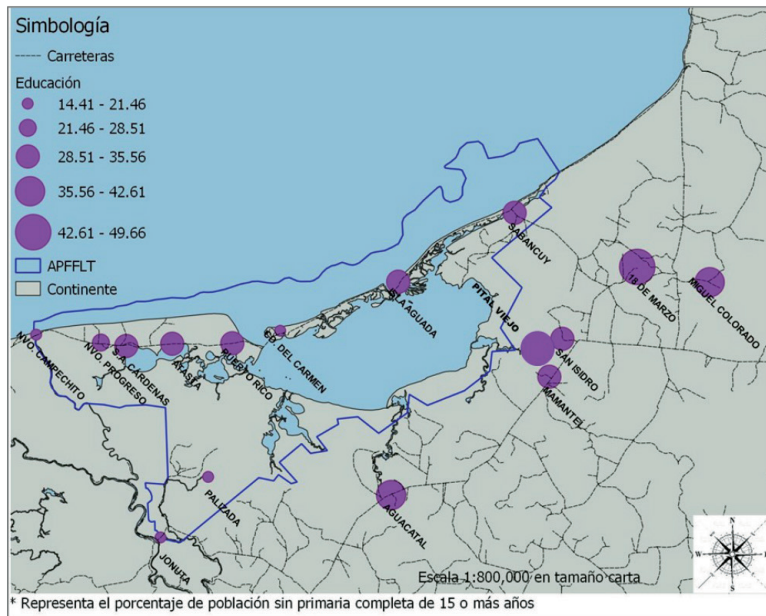 Simbología
Carreteras
Educación
14.41 - 21.46
21.46 - 28.51
28.51 - 35.56
35.56 - 42.61
42.61 - 49.66
APFFLT
Continente
SABANCUY
18 DE MARZO
MIGUEL COLORADO
ISLA AGUADA
PITAL VIEJO
NVO. CAMPECHITO
NVO. PROGRESO
S.A. CARDENAS
ATASTA
PUERTO RICO
CD. DEL CARMEN
SAN ISIDRO
MAMANTEL
PALIZADA
AGUACATAL
JONUTA
N
W
E
S
Escala 1:800,000 en tamaño carta
* Representa el porcentaje de población sin primaria completa de 15 o más años